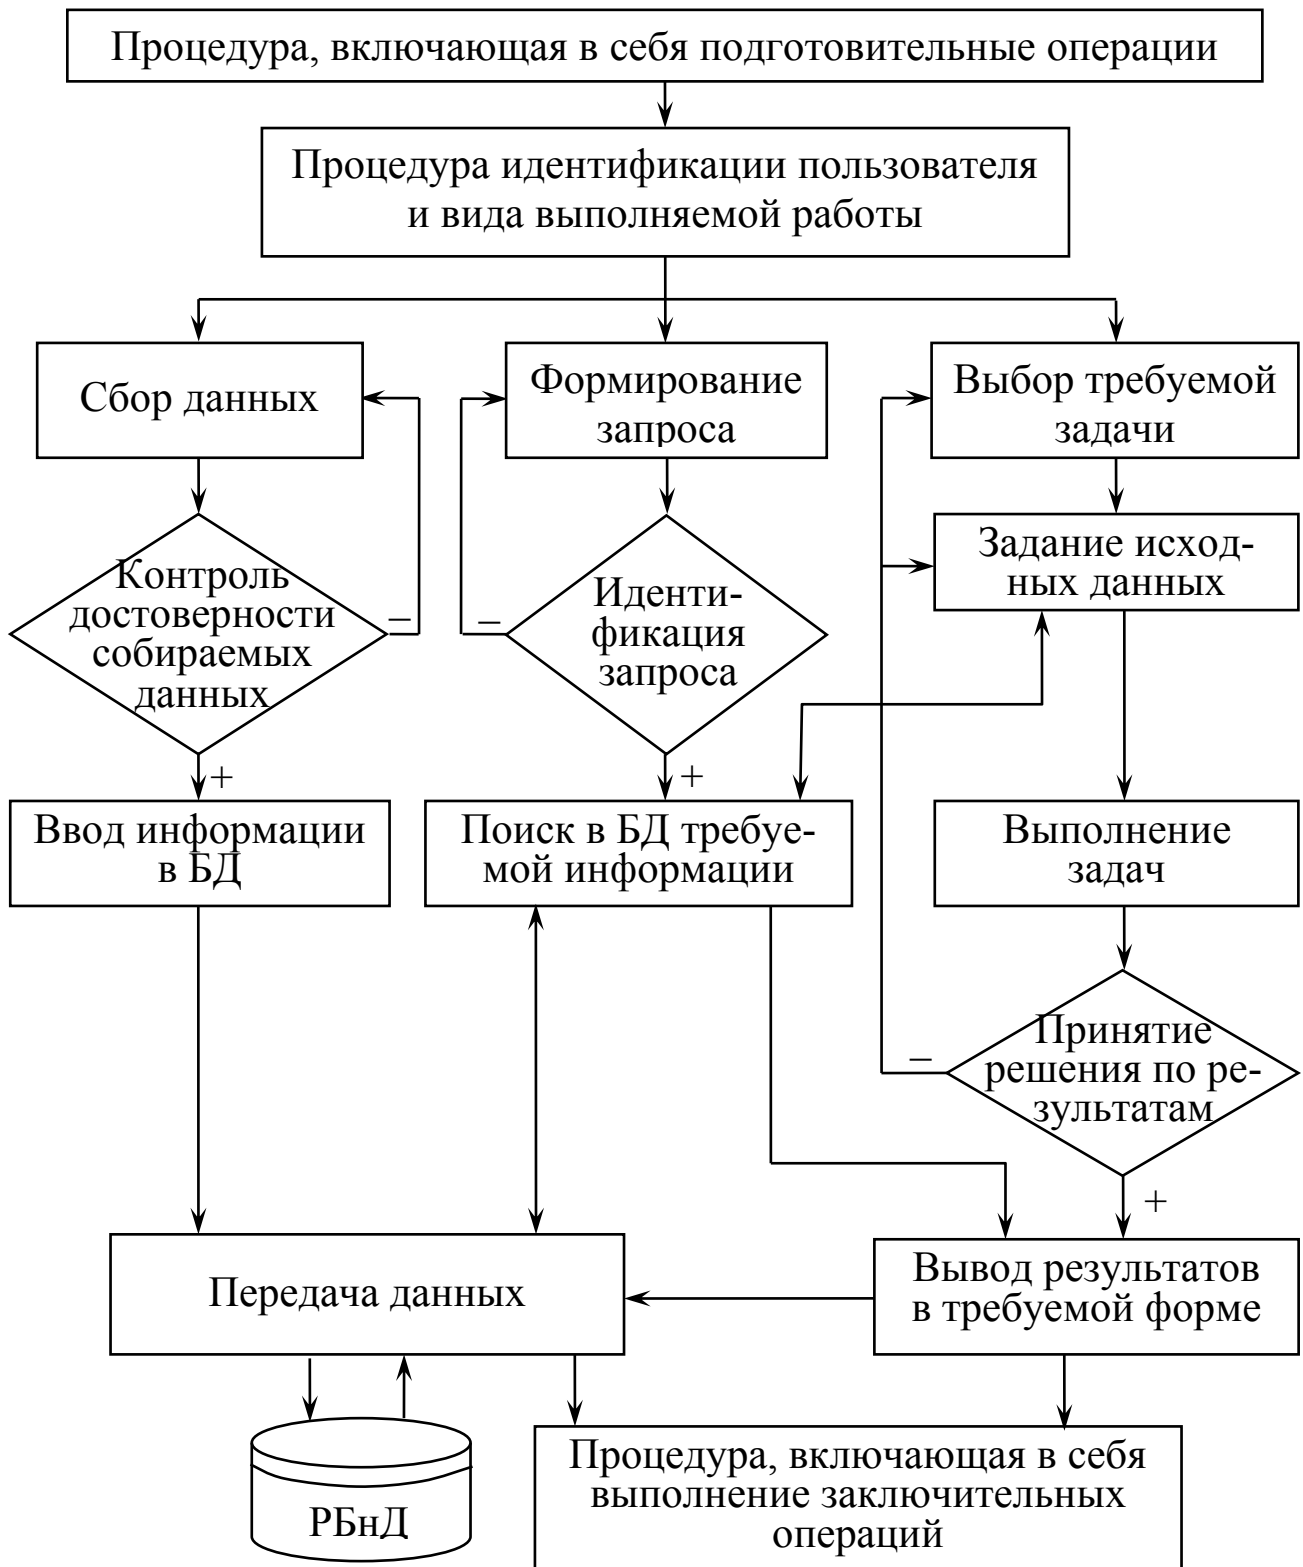 Процедура, включающая в себя подготовительные операции
Процедура идентификации пользователя
и вида выполняемой работы
Сбор данных
Формирование
запроса
Выбор требуемой
задачи
Контроль
достоверности
собираемых
данных
–
+
Иденти-
фикация
запроса
–
+
Задание исход-
ных данных
Ввод информации
в БД
Поиск в БД требуе-
мой информации
Выполнение
задач
Принятие
решения по ре-
зультатам
–
+
Передача данных
Вывод результатов
в требуемой форме
РБнД
Процедура, включающая в себя
выполнение заключительных
операций